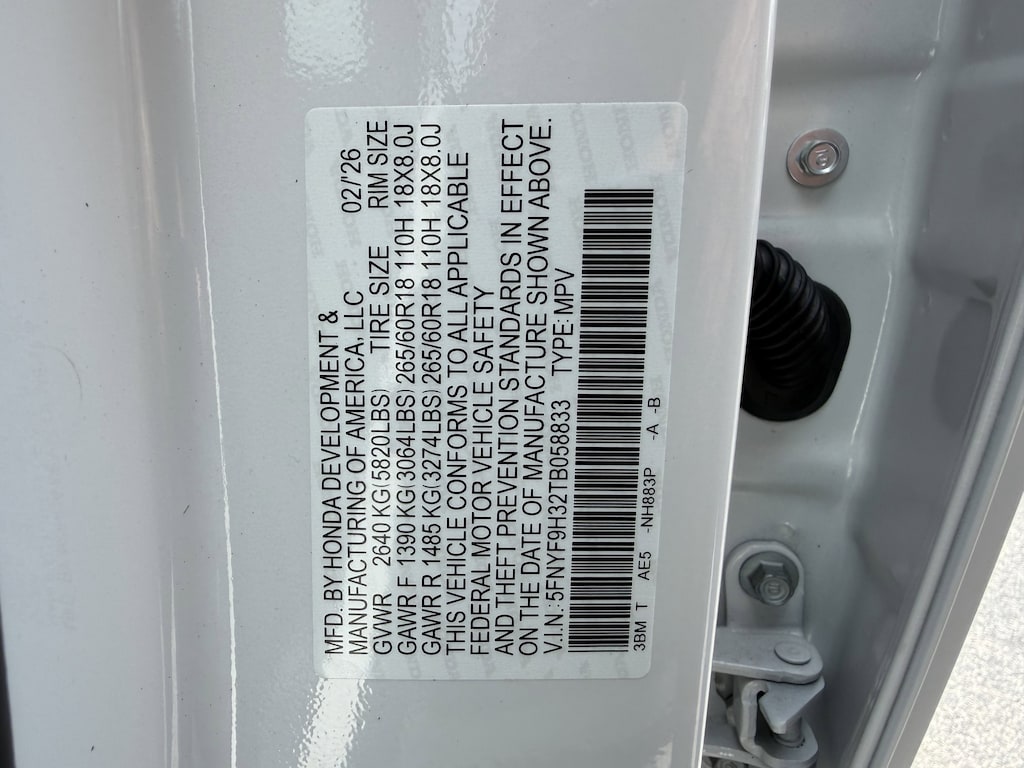 MFD. BY HONDA DEVELOPMENT &
MANUFACTURING OF AMERICA, LLC 02/'26
GVWR 2640 KG(5820LBS) TIRE SIZE RIM SIZE
GAWR F 1390 KG(3064LBS) 265/60R18 110H 18X8.0J
GAWR R 1485 KG(3274LBS) 265/60R18 110H 18X8.0J
THIS VEHICLE CONFORMS TO ALL APPLICABLE
FEDERAL MOTOR VEHICLE SAFETY
AND THEFT PREVENTION STANDARDS IN EFFECT
ON THE DATE OF MANUFACTURE SHOWN ABOVE.
V.I.N.: 5FNYF9H32TB058833 TYPE: MPV
3BM T AE5 -NH883P -A -B